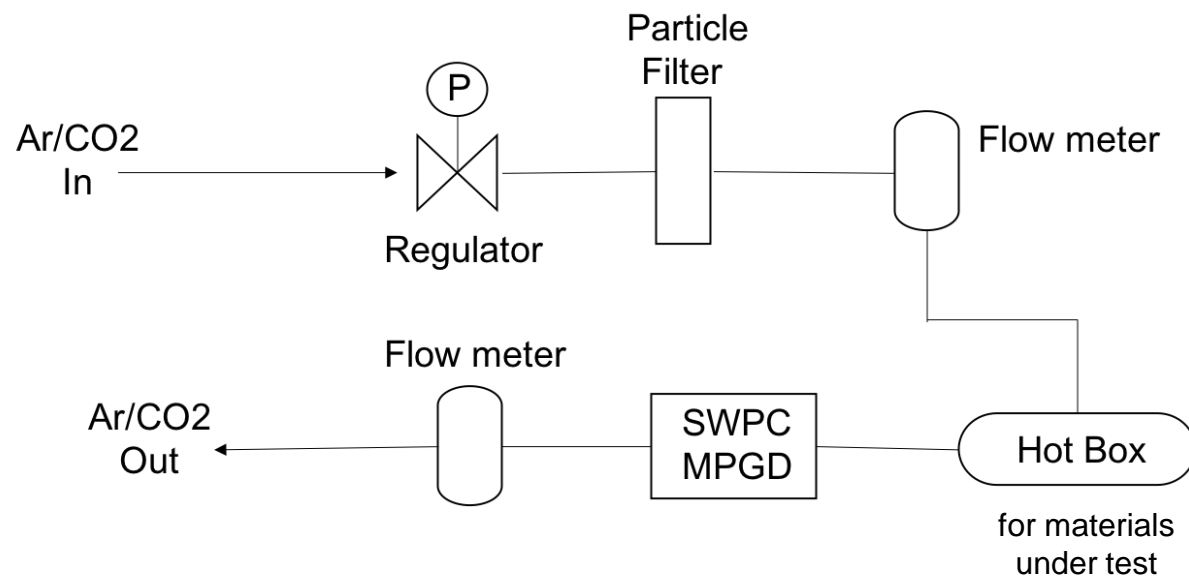 Particle
Filter
P
Ar/CO2
In
Flow meter
Regulator
Flow meter
Ar/CO2
Out
SWPC
MPGD
Hot Box
for materials
under test